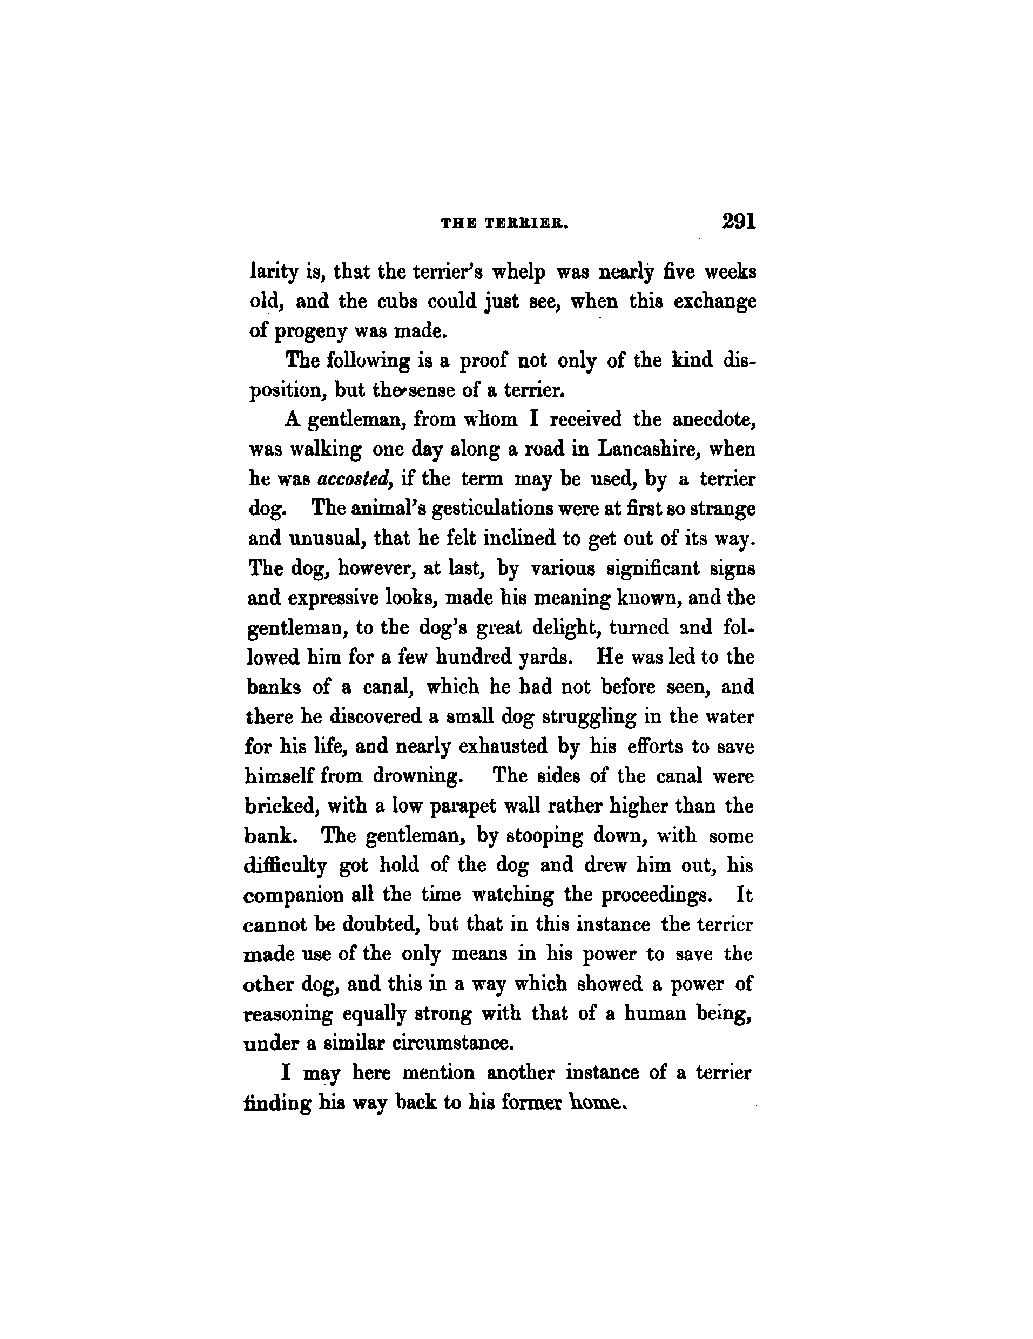 THE TERRIER. 291
larity is, that the terrier's whelp was nearly five weeks
old, and the cubs could just see, when this exchange
of progeny was made.
The following is a proof not only of the kind dis-
position, but the sense of a terrier.
A gentleman, from whom I received the anecdote,
was walking one day along a road in Lancashire, when
he was accosted, if the term may be used, by a terrier
dog. The animal's gesticulations were at first so strange
and unusual, that he felt inclined to get out of its way.
The dog, however, at last, by various significant signs
and expressive looks, made his meaning known, and the
gentleman, to the dog's great delight, turned and fol-
lowed him for a few hundred yards. He was led to the
banks of a canal, which he had not before seen, and
there he discovered a small dog struggling in the water
for his life, and nearly exhausted by his efforts to save
himself from drowning. The sides of the canal were
bricked, with a low parapet wall rather higher than the
bank. The gentleman, by stooping down, with some
difficulty got hold of the dog and drew him out, his
companion all the time watching the proceedings. It
cannot be doubted, but that in this instance the terrier
made use of the only means in his power to save the
other dog, and this in a way which showed a power of
reasoning equally strong with that of a human being,
under a similar circumstance.
I may here mention another instance of a terrier
finding his way back to his former home.